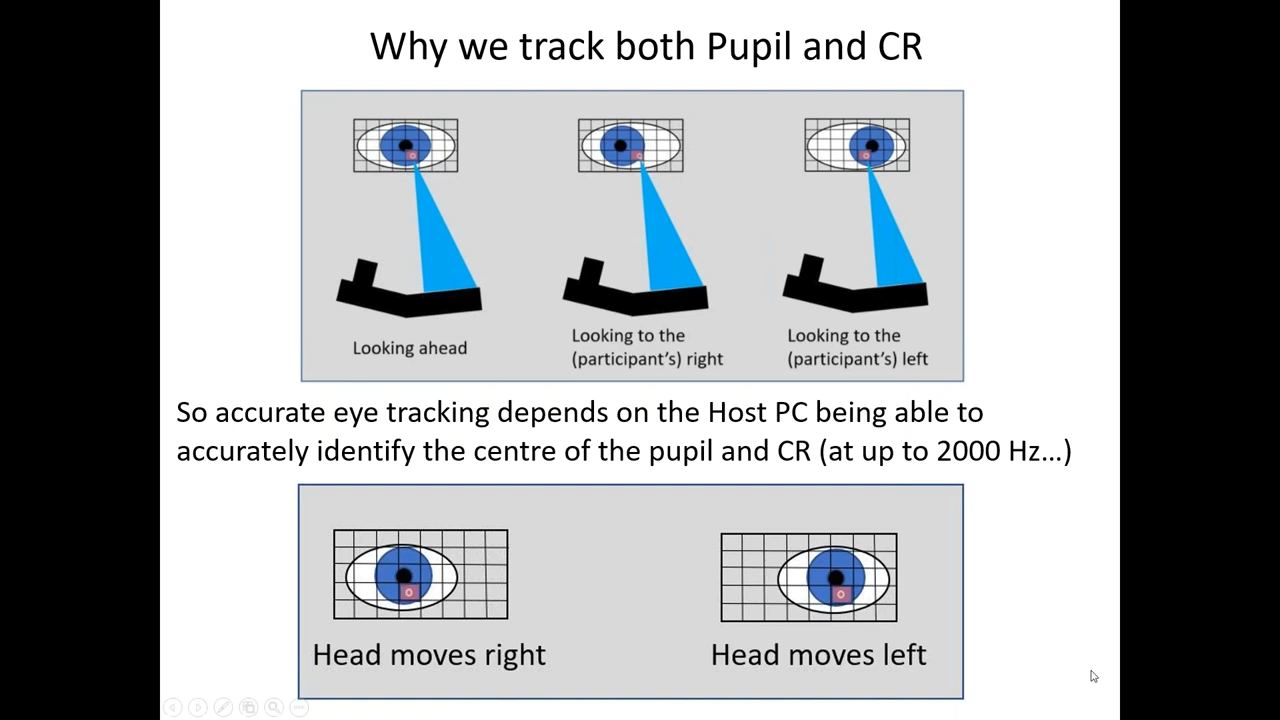 Why we track both Pupil and CR
Looking ahead
Looking to the
(participant's) right
Looking to the
(participant's) left
So accurate eye tracking depends on the Host PC being able to
accurately identify the centre of the pupil and CR (at up to 2000 Hz...)
Head moves right
Head moves left